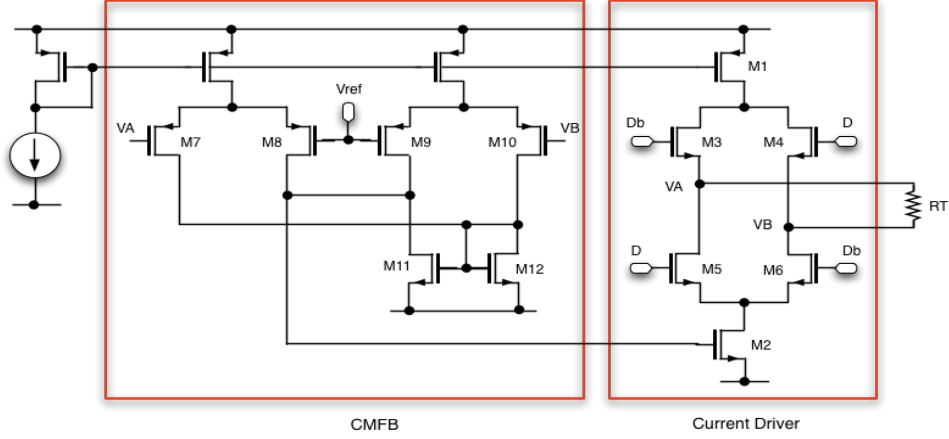 M1
Vref
VA
M7
M8
M9
M10
VB
Db
M3
M4
D
VA
RT
VB
D
M5
M6
Db
M11
M12
M2
CMFB
Current Driver